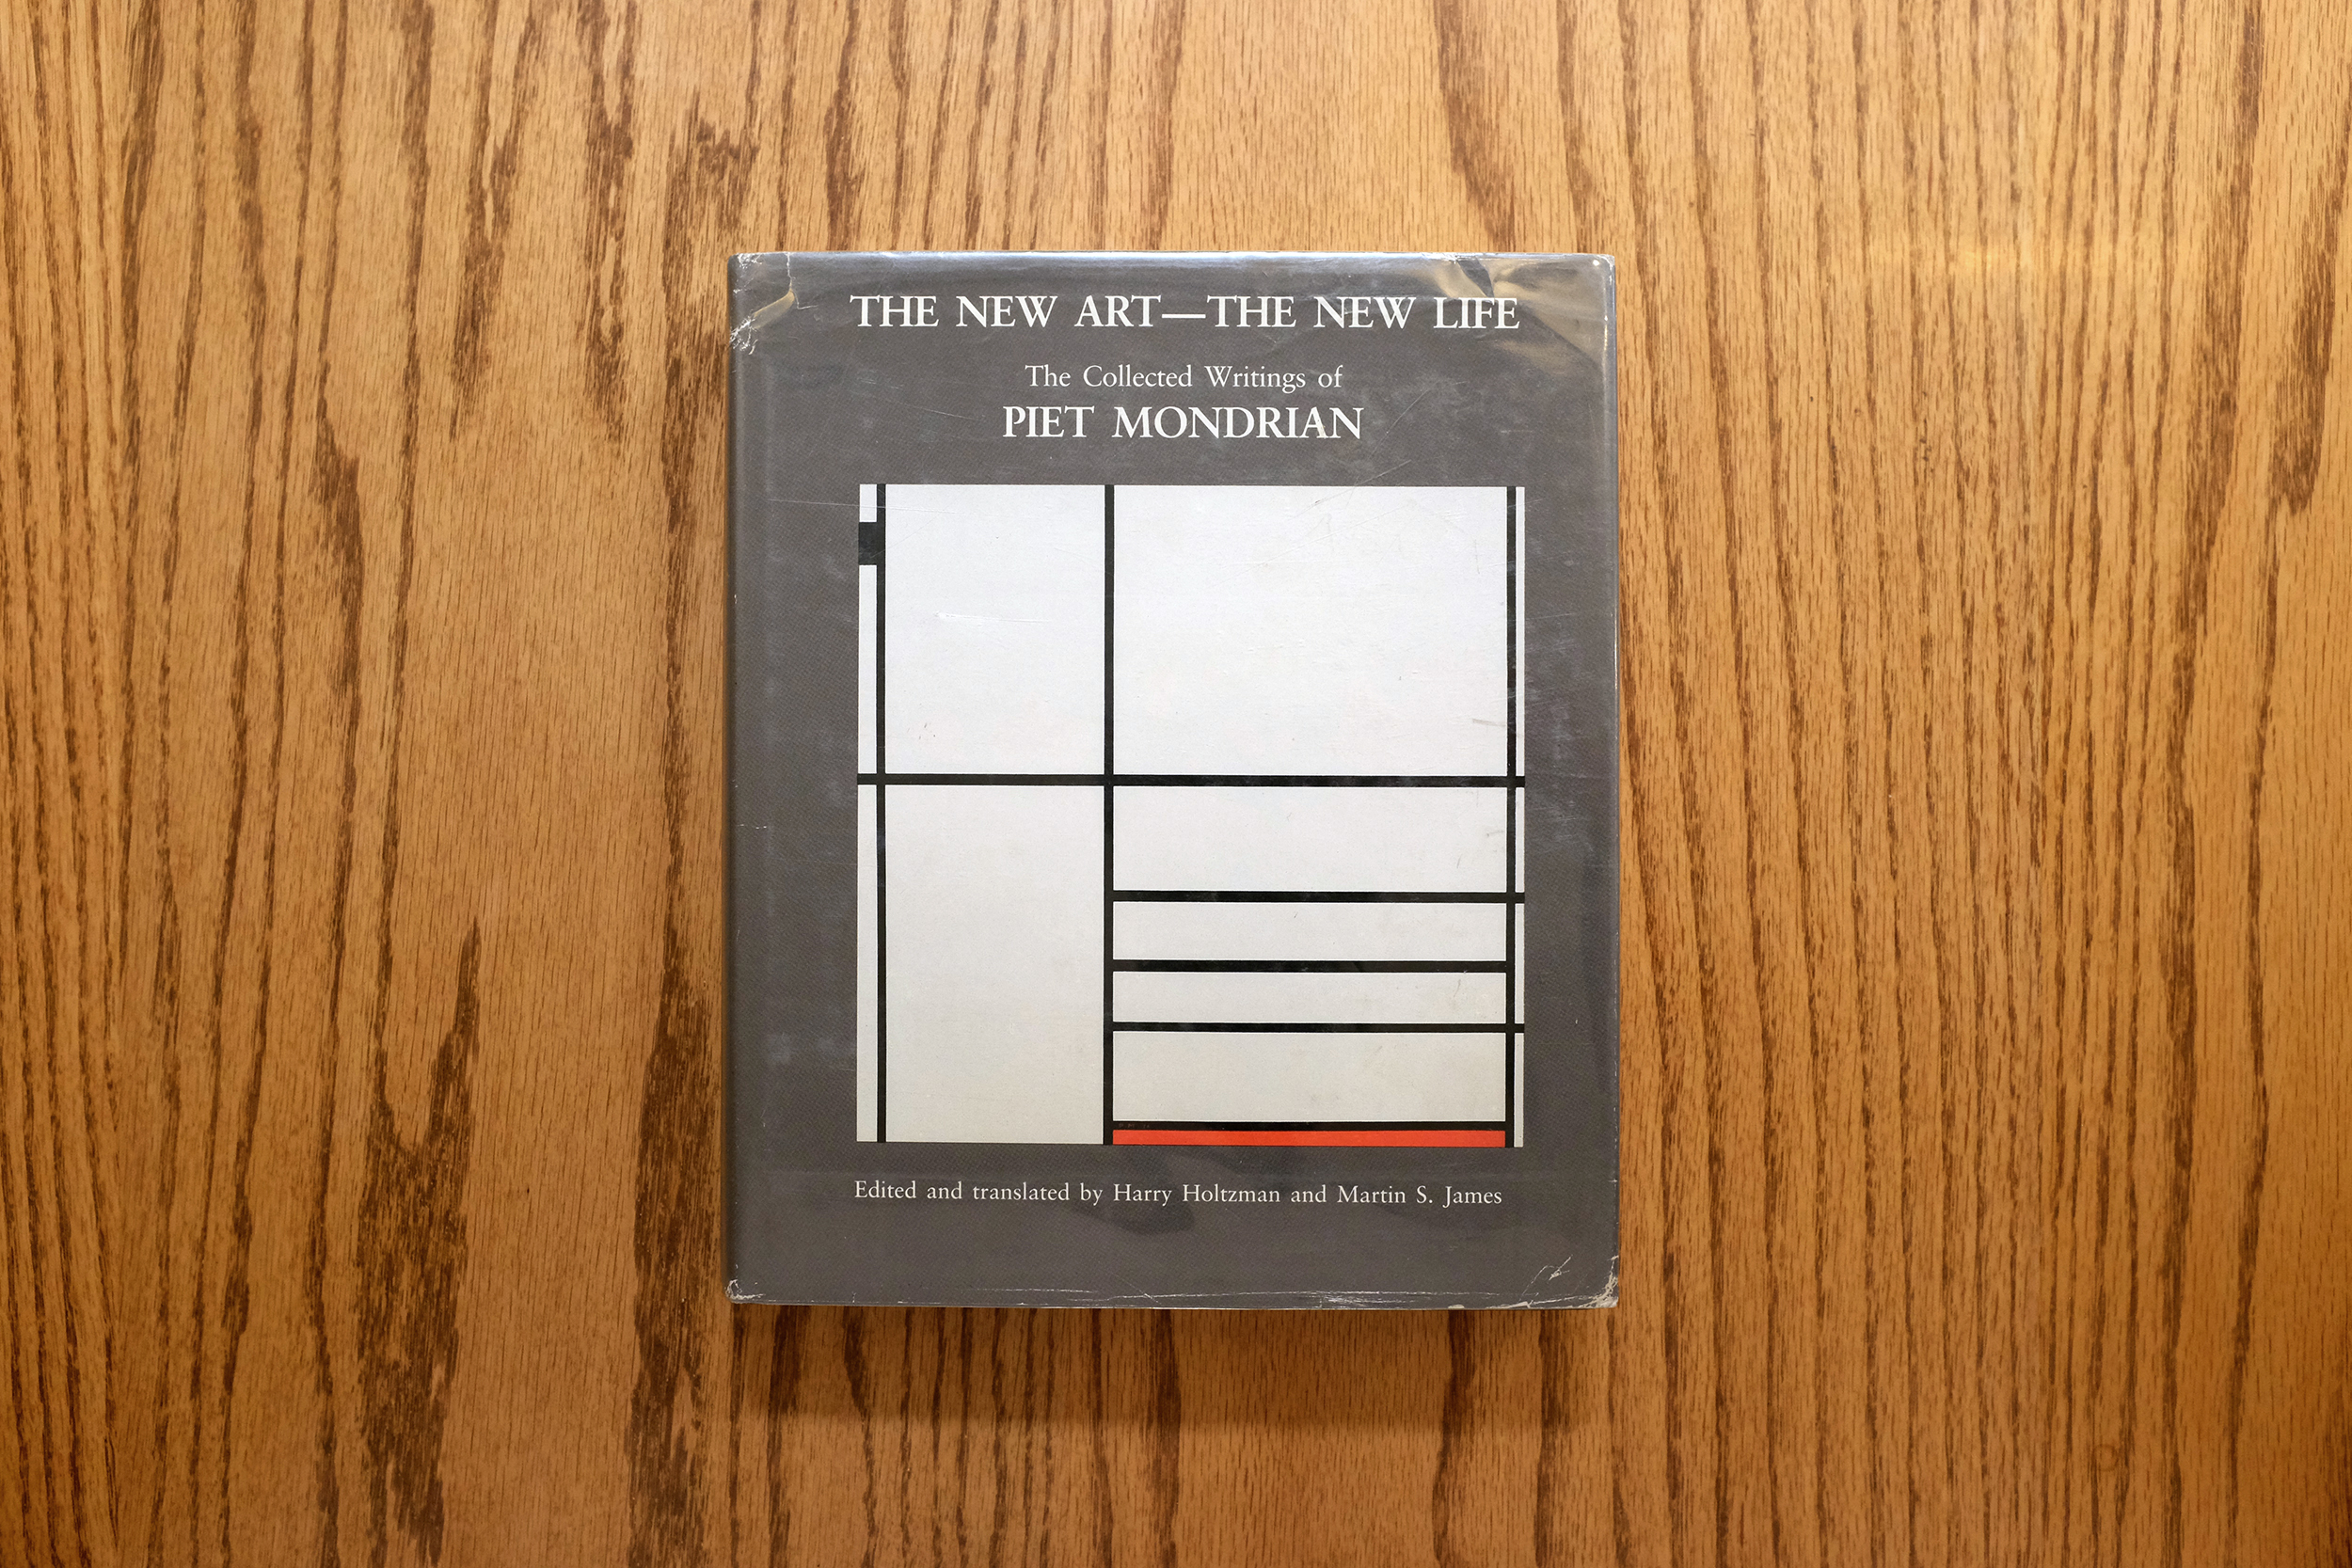 THE NEW ART—THE NEW LIFE
The Collected Writings of
PIET MONDRIAN
Edited and translated by Harry Holtzman and Martin S. James